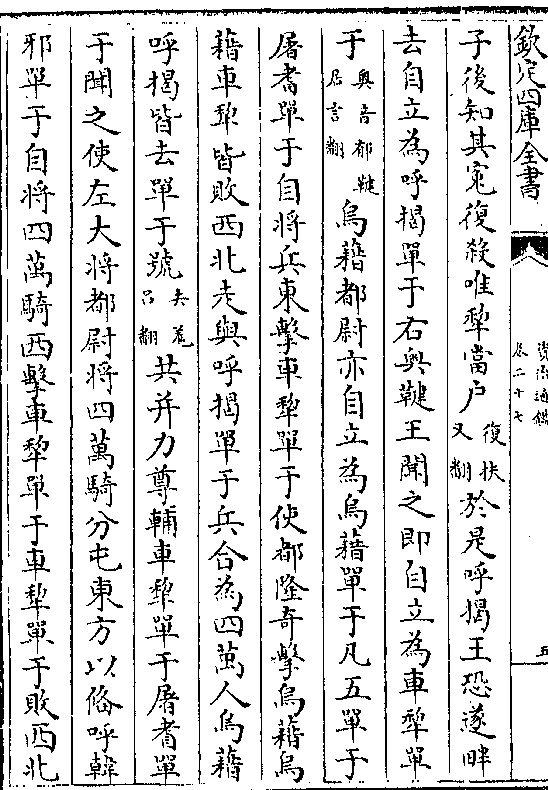 欽定四庫全書
資治通鑑
卷二十七
五
子後知其寃復殺唯犂當户復扶又翻於是呼揭王恐遂畔
去自立為呼揭單于右奥鞬王聞之即自立為車犂單
于奥音郁鞬居言翻烏藉都尉亦自立為烏藉單于凡五單于
屠耆單于自將兵東擊車犂單于使都隆奇擊烏藉烏
藉車犂皆敗西北走與呼揭單于兵合為四萬人烏藉
呼揭皆去單于號去羌吕翻共并力尊輔車犂單于屠耆單
于聞之使左大將都尉將四萬騎分屯東方以備呼韓
邪單于自將四萬騎西擊車犂單于車犂單于敗西北